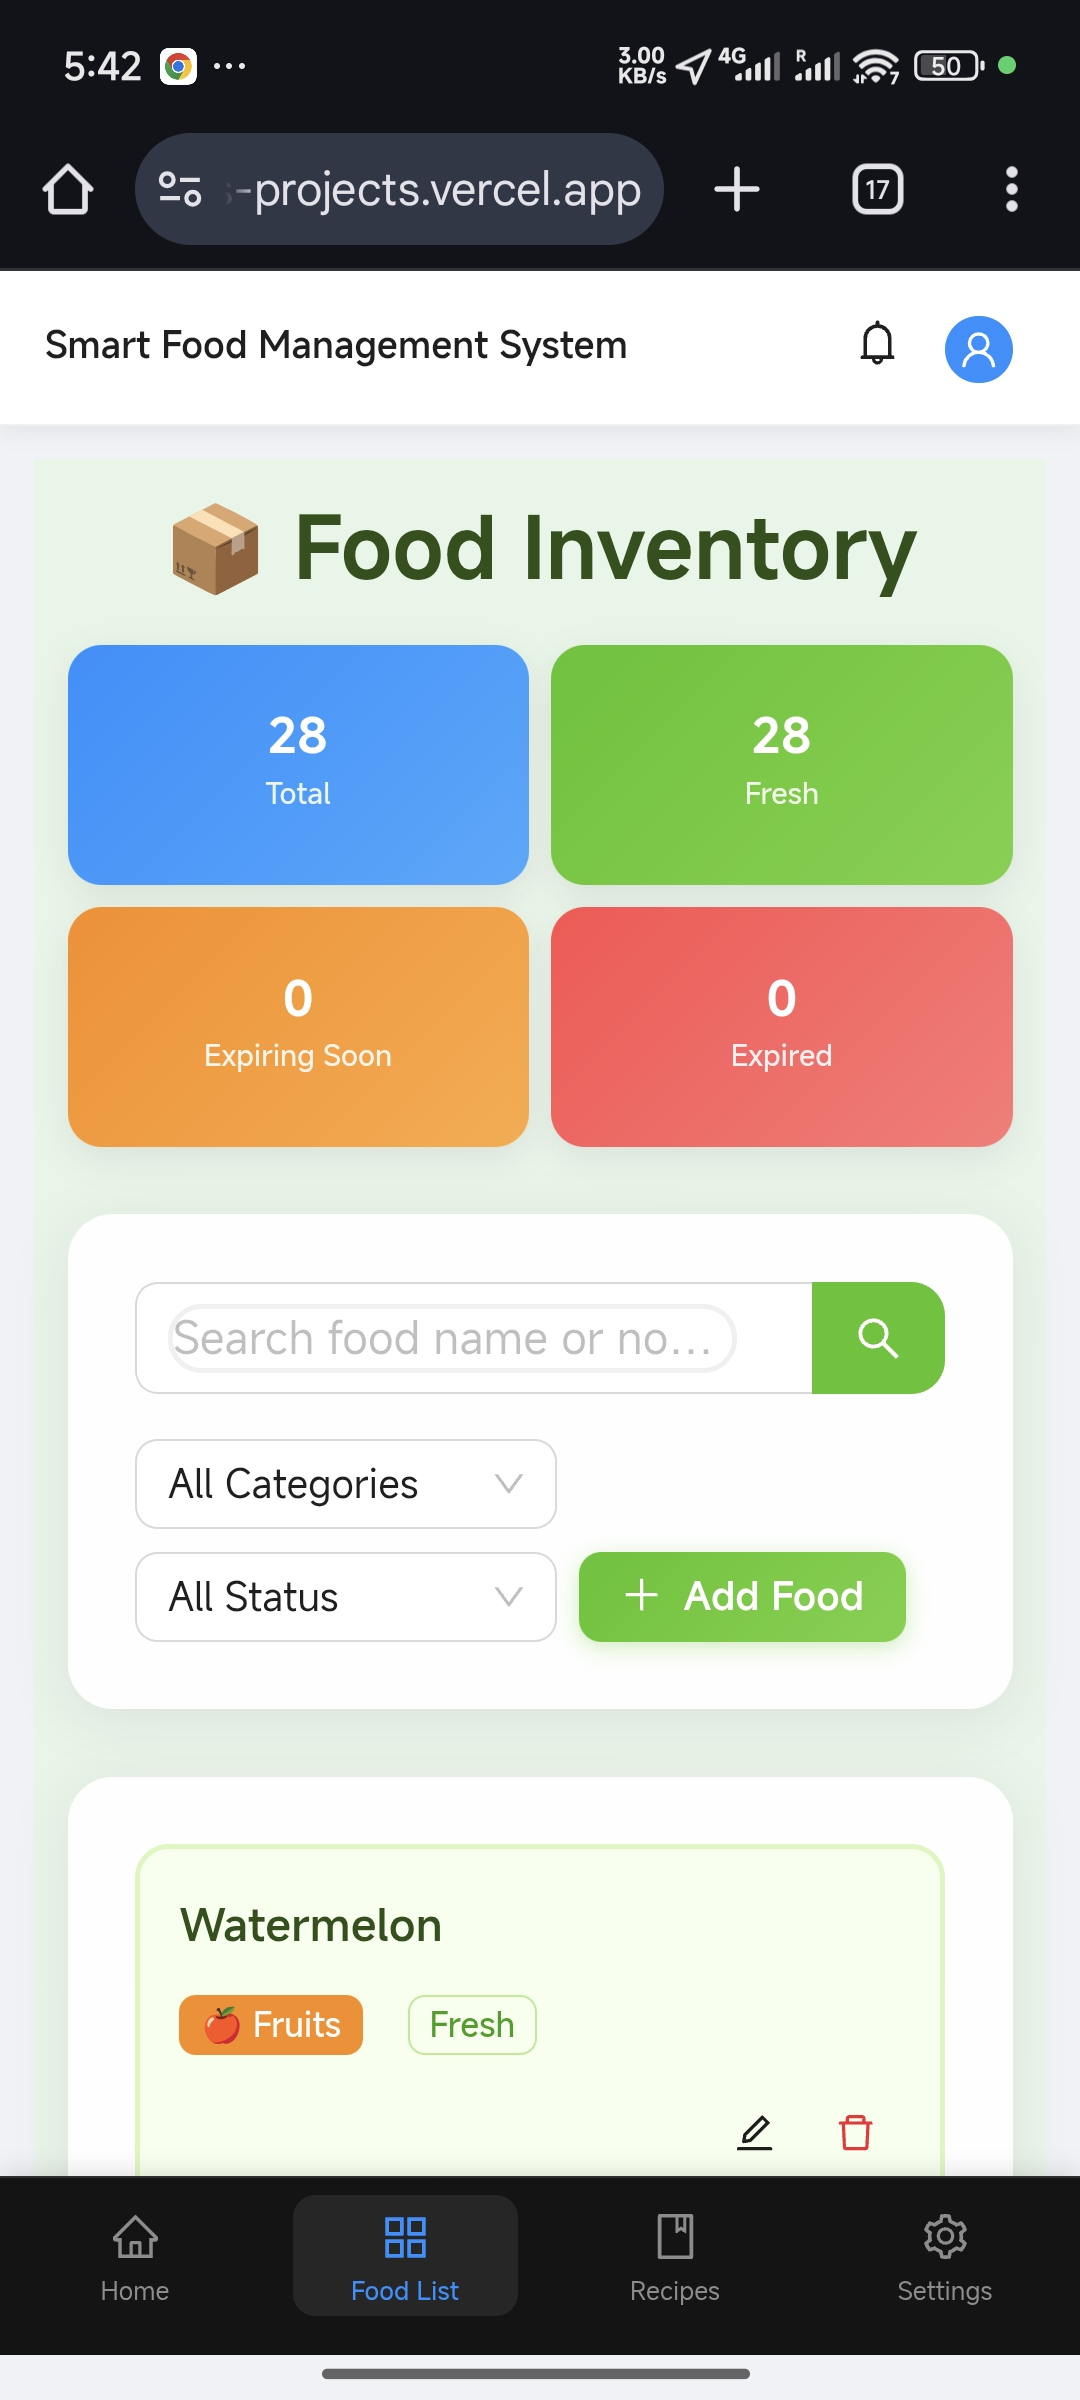 5:42 ... 3.00 KB/s 4G R 7 50
-projects.vercel.app 17
Smart Food Management System
Food Inventory
28
Total
28
Fresh
0
Expiring Soon
0
Expired
Search food name or no...
All Categories
All Status
Add Food
Watermelon
Fruits Fresh
Home Food List Recipes Settings